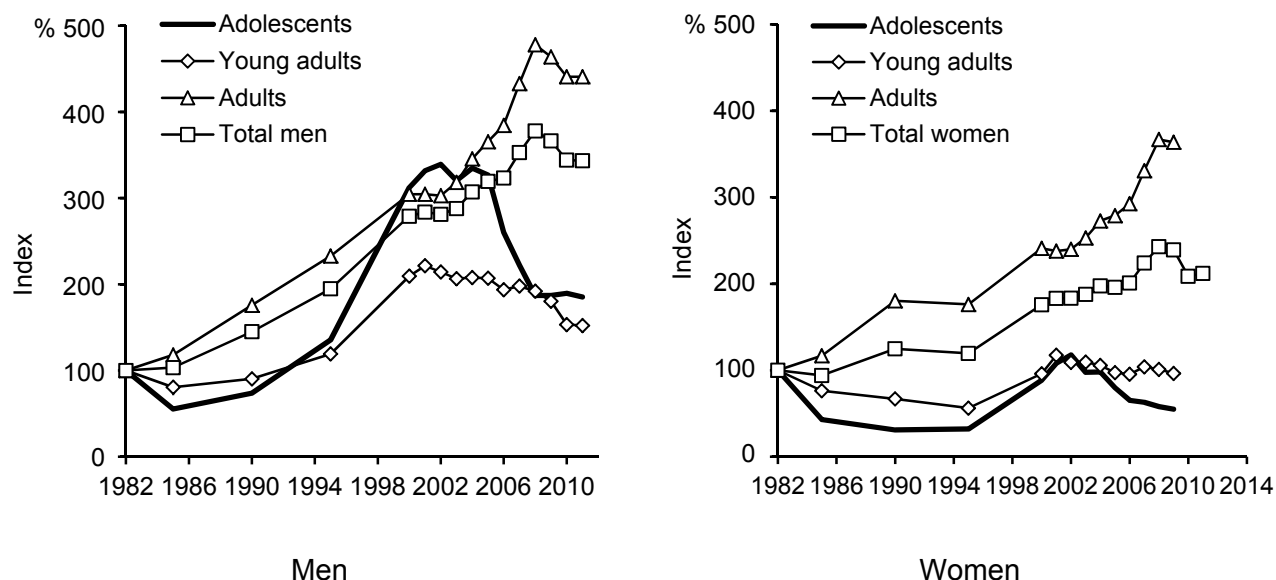 % 500
400
300
200
100
0
Index
Adolescents
Young adults
Adults
Total men
1982 1986 1990 1994 1998 2002 2006 2010
Men
% 500
400
300
200
100
0
Index
Adolescents
Young adults
Adults
Total women
1982 1986 1990 1994 1998 2002 2006 2010 2014
Women